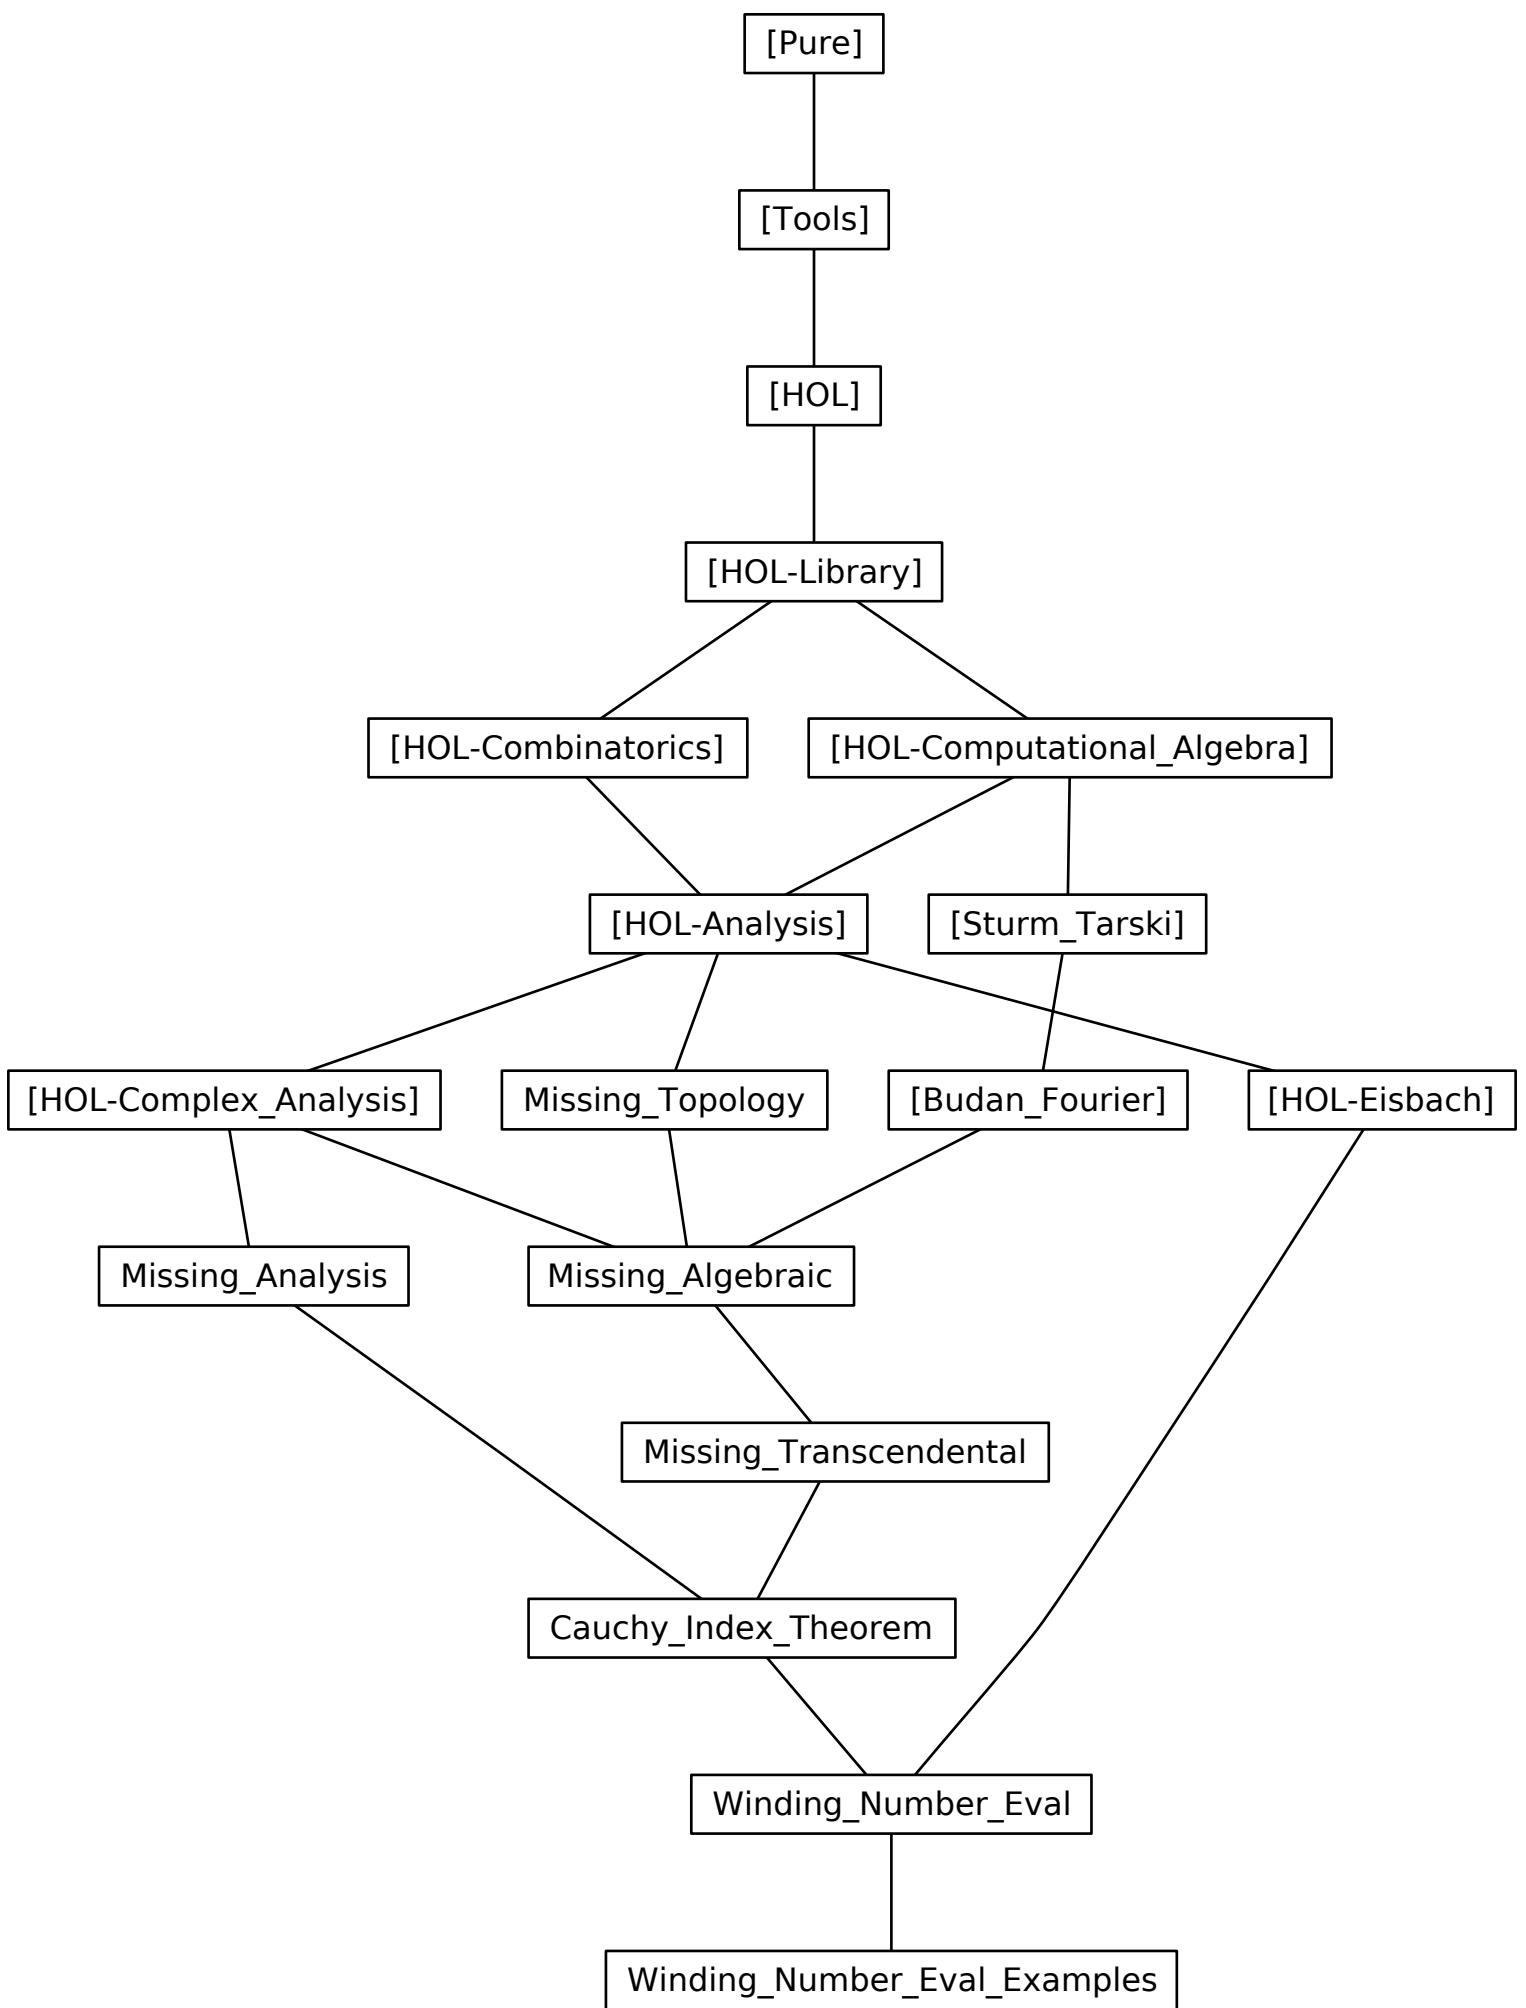 [Pure]
[Tools]
[HOL]
[HOL-Library]
[HOL-Combinatorics]
[HOL-Computational_Algebra]
[HOL-Analysis]
[Sturm_Tarski]
[HOL-Complex_Analysis]
Missing_Topology
[Budan_Fourier]
[HOL-Eisbach]
Missing_Analysis
Missing_Algebraic
Missing_Transcendental
Cauchy_Index_Theorem
Winding_Number_Eval
Winding_Number_Eval_Examples